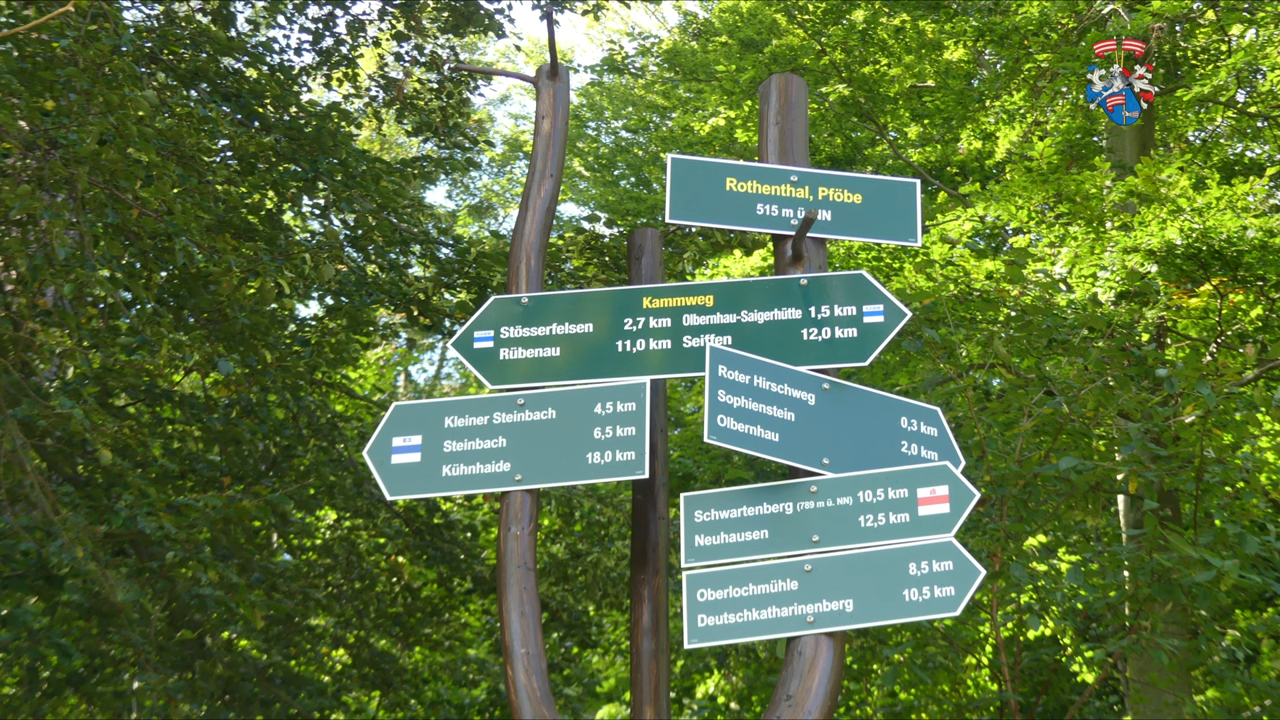 Rothenthal, Pföbe
515 m ü. NN
Kammweg
Stösserfelsen 2,7 km Olbernhau-Saigerhütte 1,5 km
Rübenau 11,0 km Seiffen 12,0 km
Kleiner Steinbach 4,5 km
Steinbach 6,5 km
Kühnhaide 18,0 km
Roter Hirschweg
Sophienstein 0,3 km
Olbernhau 2,0 km
Schwartenberg (789 m ü. NN) 10,5 km
Neuhausen 12,5 km
Oberlochmühle 8,5 km
Deutschkatharinenberg 10,5 km